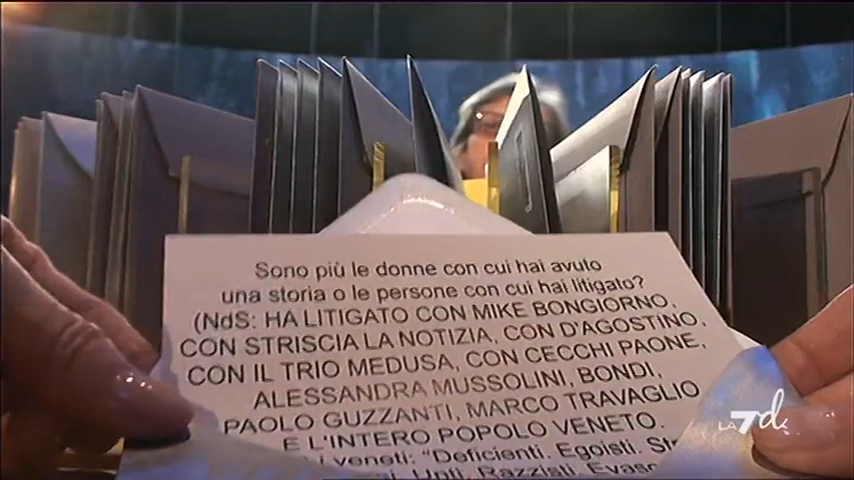 Sono più le donne con cui hai avuto
una storia o le persone con cui hai litigato?
(NdS: HA LITIGATO CON MIKE BONGIORNO,
CON STRISCIA LA NOTIZIA, CON D'AGOSTINO,
CON IL TRIO MEDUSA, CON CECCHI PAONE,
ALESSANDRA MUSSOLINI, BONDI,
PAOLO GUZZANTI, MARCO TRAVAGLIO
E L'INTERO POPOLO VENETO.
i veneti: "Deficienti, Egoisti,
Unti, Razzisti,
LA7d